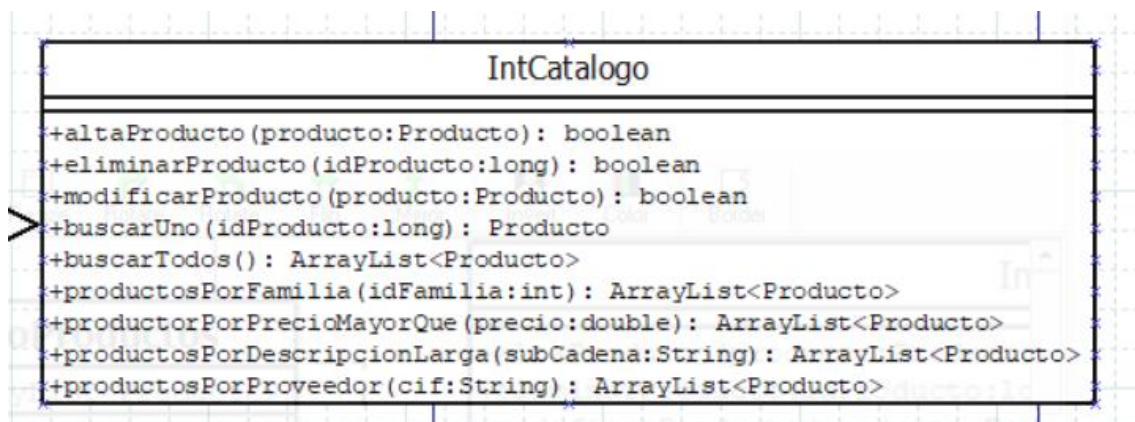 IntCatalogo
+altaProducto(producto:Producto): boolean
+eliminarProducto(idProducto:long): boolean
+modificarProducto(producto:Producto): boolean
+buscarUno(idProducto:long): Producto
+buscarTodos(): ArrayList<Producto>
+productosPorFamilia(idFamilia:int): ArrayList<Producto>
+productorPorPrecioMayorQue(precio:double): ArrayList<Producto>
+productosPorDescripcionLarga(subCadena:String): ArrayList<Producto>
+productosPorProveedor(cif:String): ArrayList<Producto>